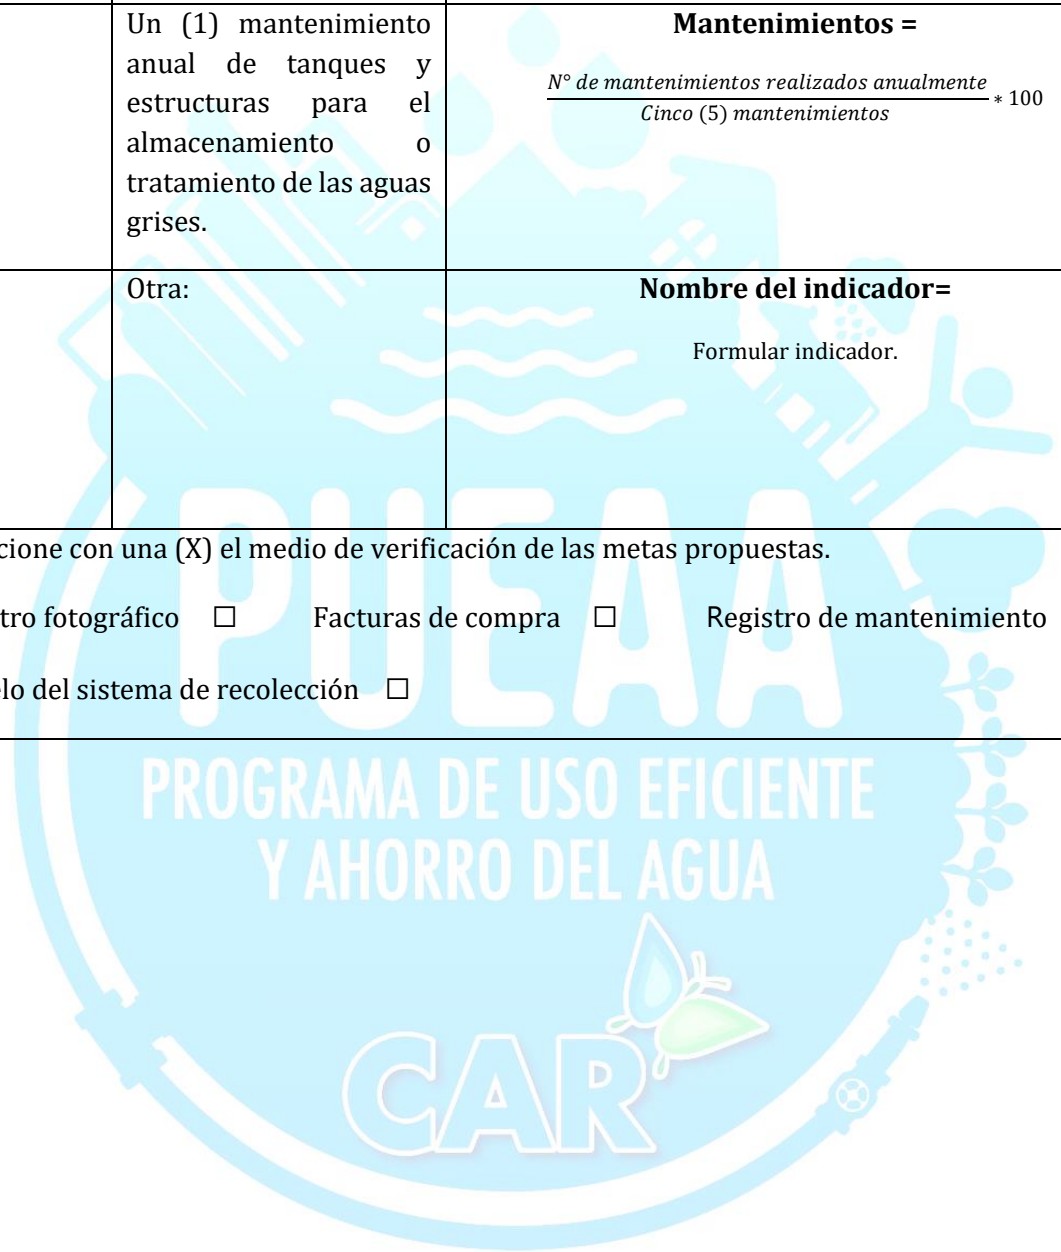 Un (1) mantenimiento
anual de tanques y
estructuras para el
almacenamiento o
tratamiento de las aguas
grises.
Mantenimientos =
N° de mantenimientos realizados anualmente
Cinco (5) mantenimientos
* 100
Otra:
Nombre del indicador=
Formular indicador.
cione con una (X) el medio de verificación de las metas propuestas.
tro fotográfico ☐ Facturas de compra ☐ Registro de mantenimiento
elo del sistema de recolección ☐
PUEAA
PROGRAMA DE USO EFICIENTE
Y AHORRO DEL AGUA
CAR